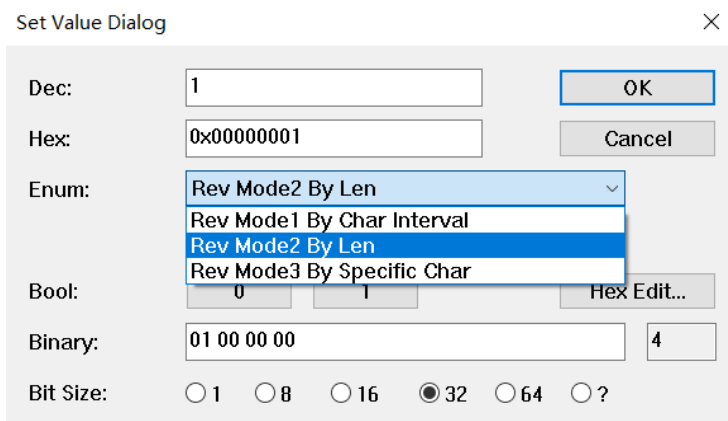 Set Value Dialog
Dec: 1 OK
Hex: 0x00000001 Cancel
Enum: Rev Mode2 By Len
Rev Mode1 By Char Interval
Rev Mode2 By Len
Rev Mode3 By Specific Char
Bool: 0 1 Hex Edit...
Binary: 01 00 00 00 4
Bit Size: 1 8 16 32 64 ?